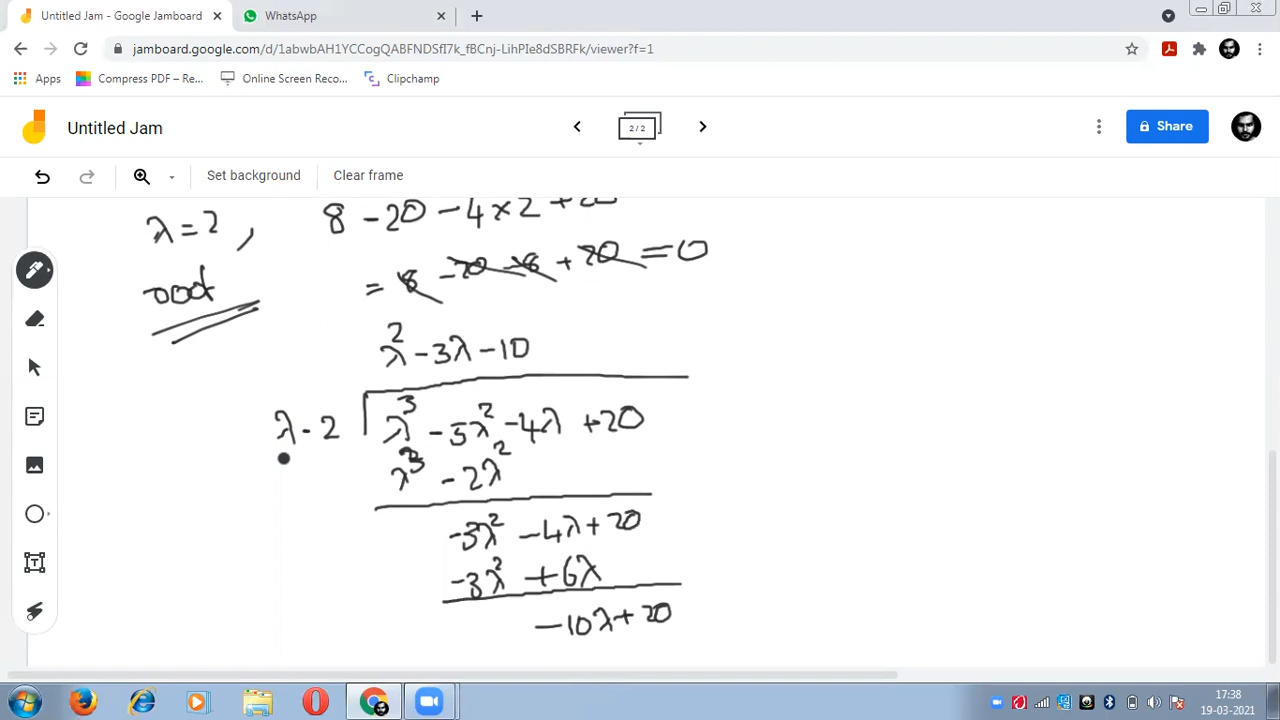 Untitled Jam - Google Jamboard
WhatsApp
jamboard.google.com/d/1abwbAH1YCCogQABFNDSfI7k_fBCnj-LihPIe8dSBRFk/viewer?f=1
Apps
Compress PDF – Re...
Online Screen Reco...
Clipchamp
Untitled Jam
2 / 2
Share
Set background
Clear frame
λ = 2 , 8 - 20 - 4 × 2 + 20
root = 8 - 20 - 8 + 20 = 0
λ² - 3λ - 10
λ - 2 λ³ - 5λ² - 4λ + 20
λ³ - 2λ²
-3λ² - 4λ + 20
-3λ² + 6λ
-10λ + 20
17:38
19-03-2021